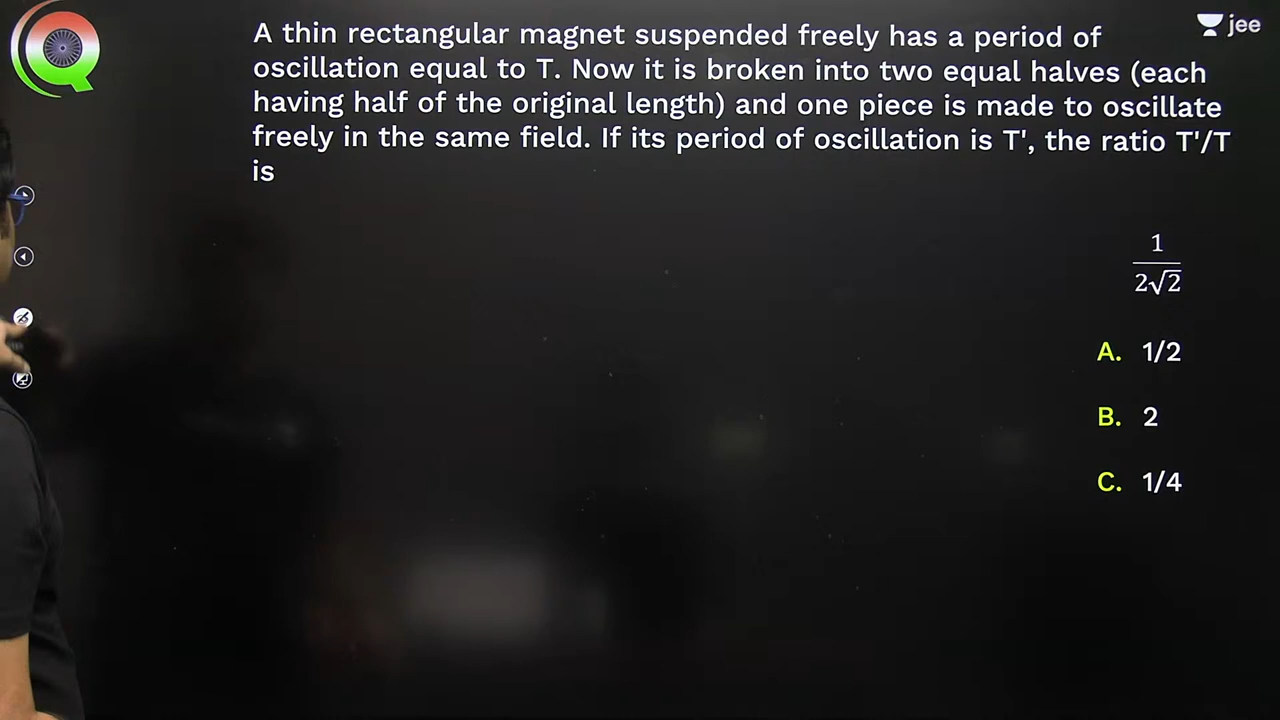 A thin rectangular magnet suspended freely has a period of
oscillation equal to T. Now it is broken into two equal halves (each
having half of the original length) and one piece is made to oscillate
freely in the same field. If its period of oscillation is T', the ratio T'/T
is
jee
1
2√2
A. 1/2
B. 2
C. 1/4